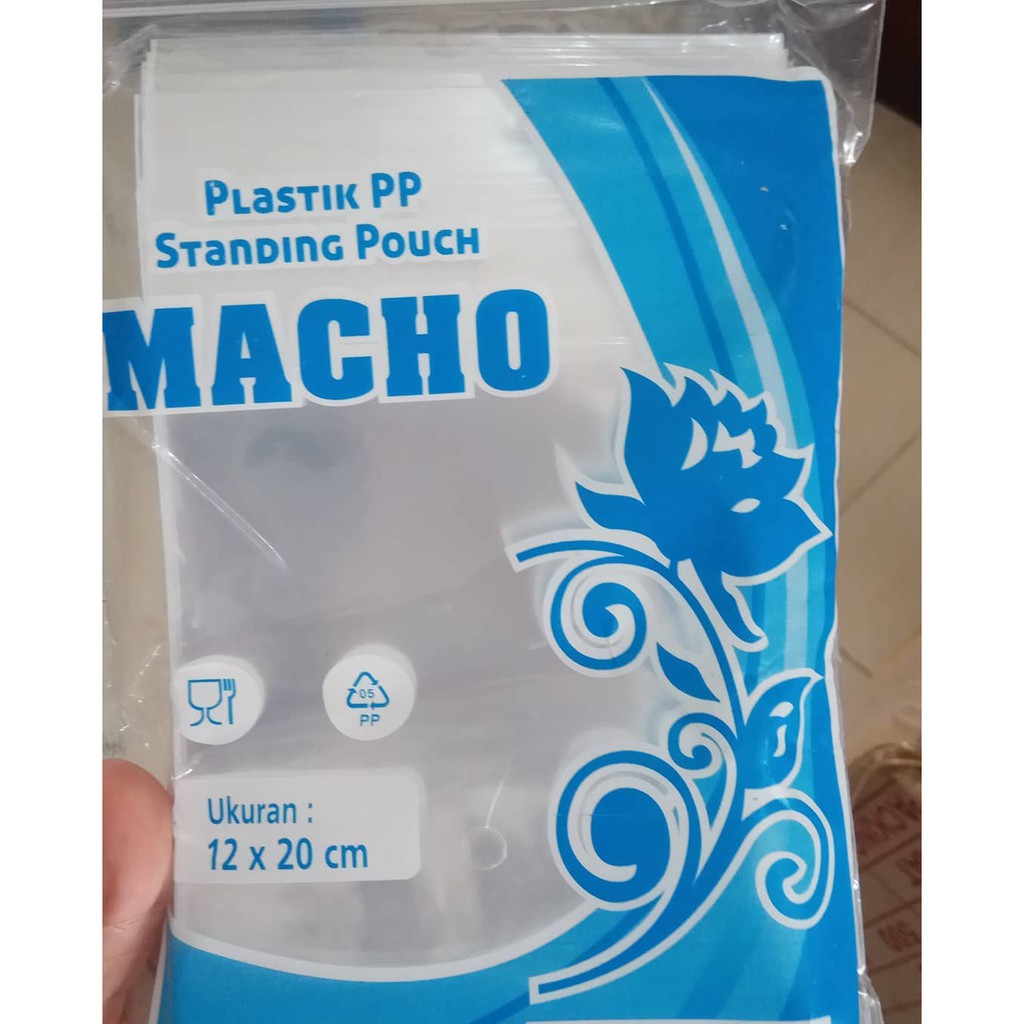 Plastik PP
Standing Pouch
MACHO
05
PP
Ukuran :
12 x 20 cm